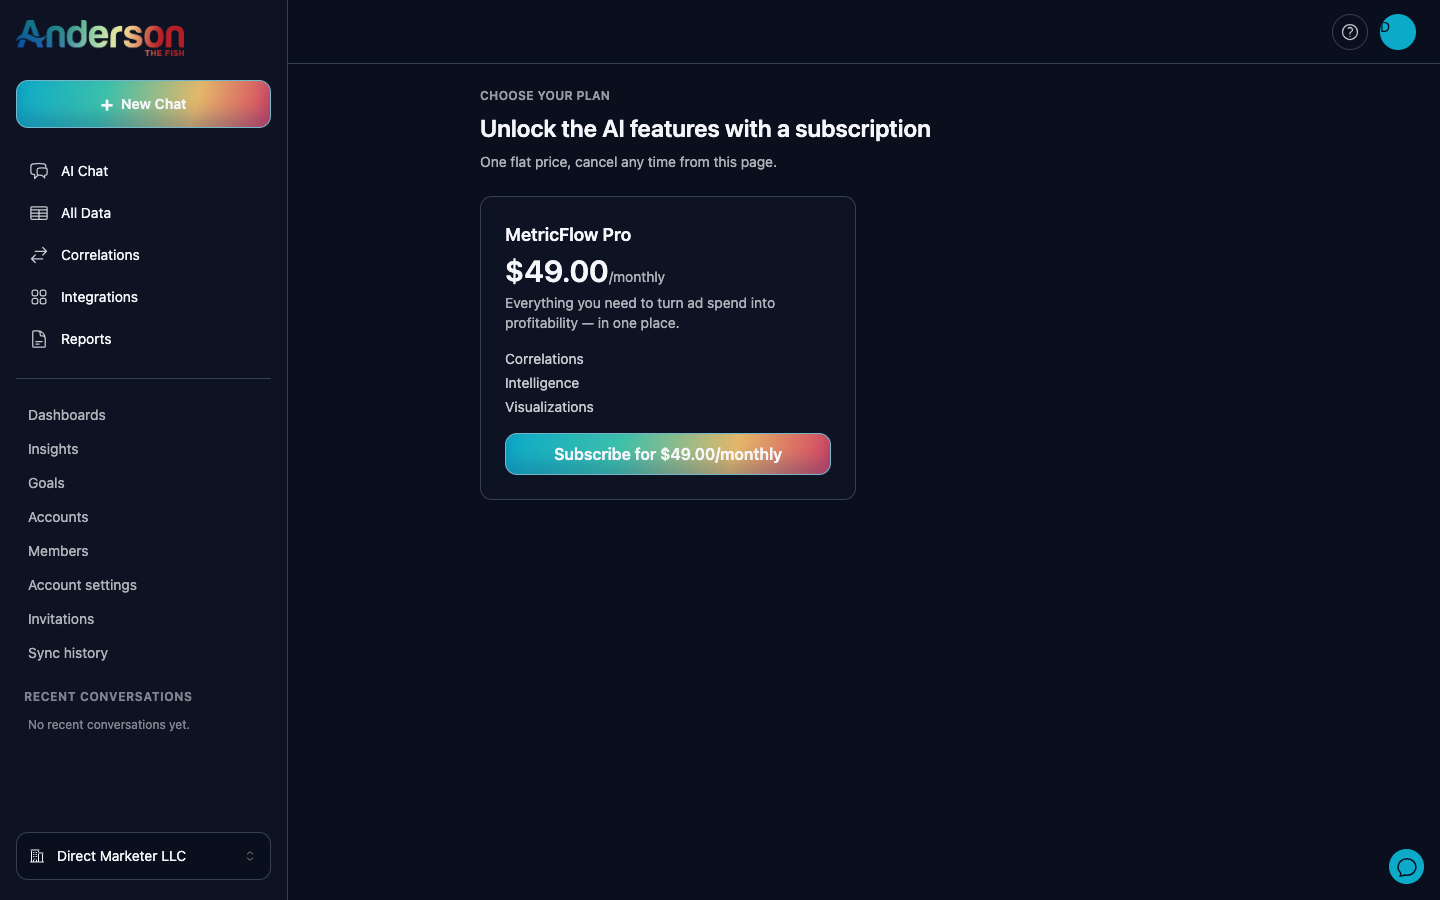 Anderson
THE FISH
+ New Chat
AI Chat
All Data
Correlations
Integrations
Reports
Dashboards
Insights
Goals
Accounts
Members
Account settings
Invitations
Sync history
RECENT CONVERSATIONS
No recent conversations yet.
Direct Marketer LLC
?
D
CHOOSE YOUR PLAN
Unlock the AI features with a subscription
One flat price, cancel any time from this page.
MetricFlow Pro
$49.00/monthly
Everything you need to turn ad spend into
profitability — in one place.
Correlations
Intelligence
Visualizations
Subscribe for $49.00/monthly